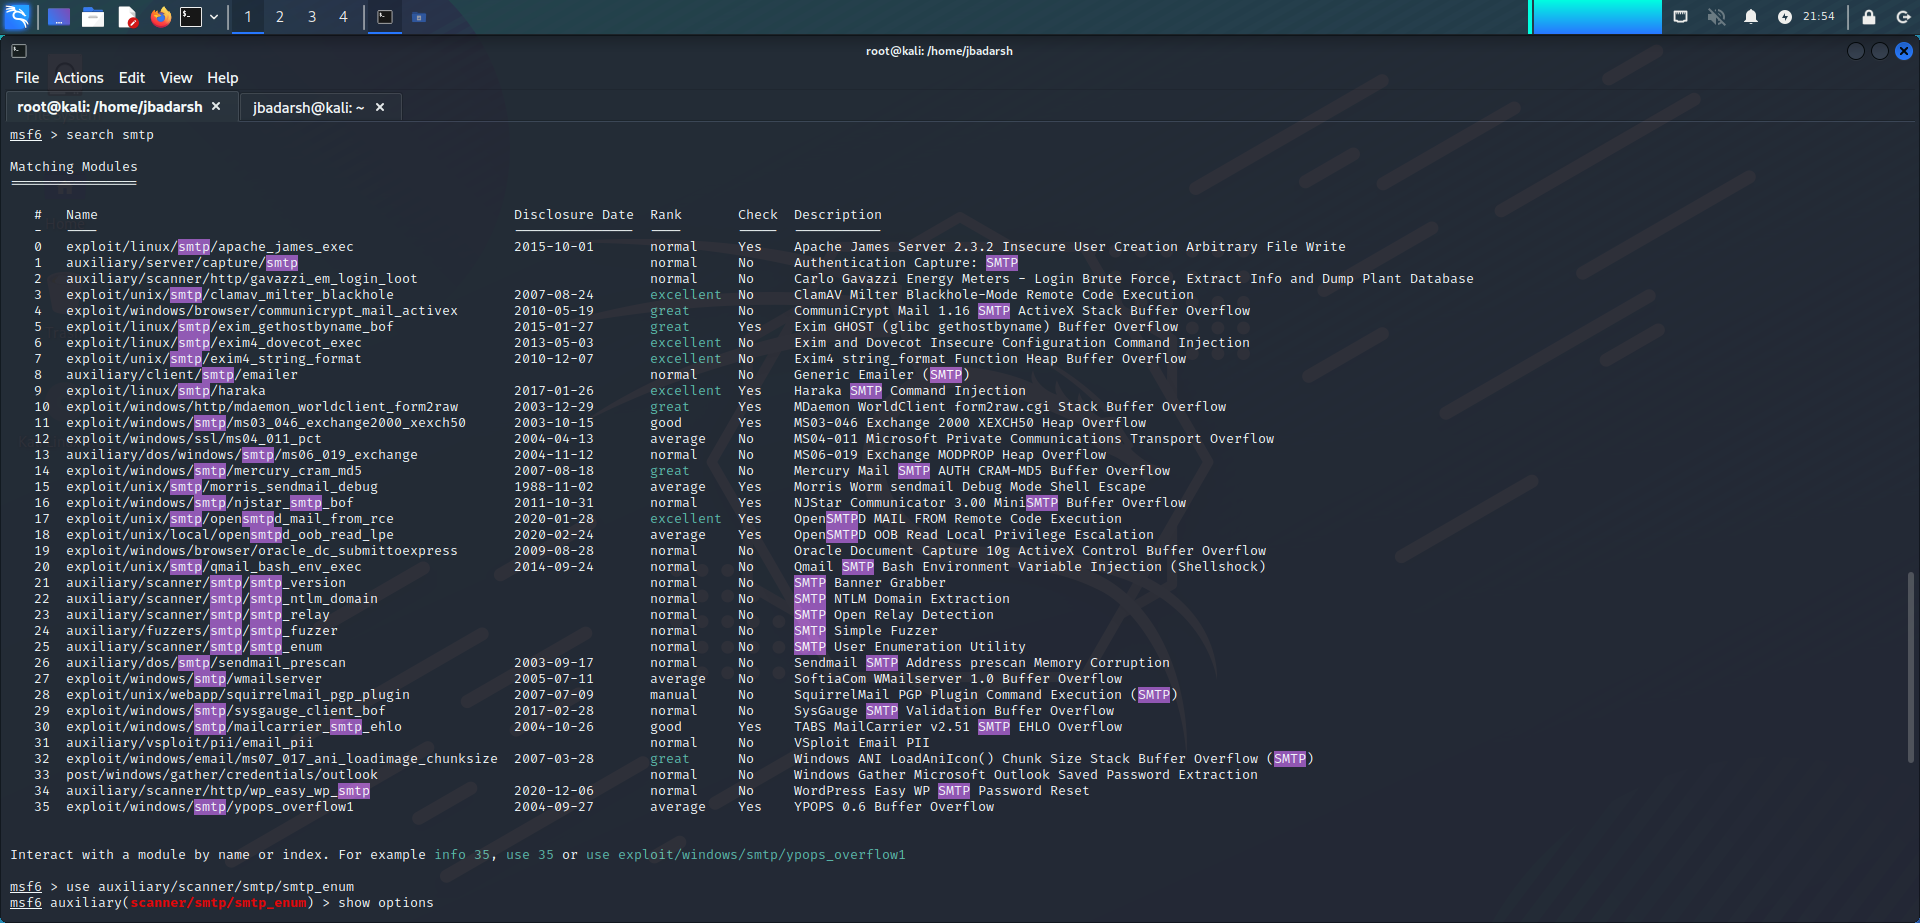 1 2 3 4 21:54
root@kali: /home/jbadarsh
File Actions Edit View Help
root@kali: /home/jbadarsh × jbadarsh@kali: ~ ×
msf6 > search smtp
Matching Modules
================
# Name Disclosure Date Rank Check Description
- ---- --------------- ---- ----- -----------
0 exploit/linux/smtp/apache_james_exec 2015-10-01 normal Yes Apache James Server 2.3.2 Insecure User Creation Arbitrary File Write
1 auxiliary/server/capture/smtp normal No Authentication Capture: SMTP
2 auxiliary/scanner/http/gavazzi_em_login_loot normal No Carlo Gavazzi Energy Meters - Login Brute Force, Extract Info and Dump Plant Database
3 exploit/unix/smtp/clamav_milter_blackhole 2007-08-24 excellent No ClamAV Milter Blackhole-Mode Remote Code Execution
4 exploit/windows/browser/communicrypt_mail_activex 2010-05-19 great No CommuniCrypt Mail 1.16 SMTP ActiveX Stack Buffer Overflow
5 exploit/linux/smtp/exim_gethostbyname_bof 2015-01-27 great Yes Exim GHOST (glibc gethostbyname) Buffer Overflow
6 exploit/linux/smtp/exim4_dovecot_exec 2013-05-03 excellent No Exim and Dovecot Insecure Configuration Command Injection
7 exploit/unix/smtp/exim4_string_format 2010-12-07 excellent No Exim4 string_format Function Heap Buffer Overflow
8 auxiliary/client/smtp/emailer normal No Generic Emailer (SMTP)
9 exploit/linux/smtp/haraka 2017-01-26 excellent Yes Haraka SMTP Command Injection
10 exploit/windows/http/mdaemon_worldclient_form2raw 2003-12-29 great Yes MDaemon WorldClient form2raw.cgi Stack Buffer Overflow
11 exploit/windows/smtp/ms03_046_exchange2000_xexch50 2003-10-15 good Yes MS03-046 Exchange 2000 XEXCH50 Heap Overflow
12 exploit/windows/ssl/ms04_011_pct 2004-04-13 average No MS04-011 Microsoft Private Communications Transport Overflow
13 auxiliary/dos/windows/smtp/ms06_019_exchange 2004-11-12 normal No MS06-019 Exchange MODPROP Heap Overflow
14 exploit/windows/smtp/mercury_cram_md5 2007-08-18 great No Mercury Mail SMTP AUTH CRAM-MD5 Buffer Overflow
15 exploit/unix/smtp/morris_sendmail_debug 1988-11-02 average Yes Morris Worm sendmail Debug Mode Shell Escape
16 exploit/windows/smtp/njstar_smtp_bof 2011-10-31 normal Yes NJStar Communicator 3.00 MiniSMTP Buffer Overflow
17 exploit/unix/smtp/opensmtpd_mail_from_rce 2020-01-28 excellent Yes OpenSMTPD MAIL FROM Remote Code Execution
18 exploit/unix/local/opensmtpd_oob_read_lpe 2020-02-24 average Yes OpenSMTPD OOB Read Local Privilege Escalation
19 exploit/windows/browser/oracle_dc_submittoexpress 2009-08-28 normal No Oracle Document Capture 10g ActiveX Control Buffer Overflow
20 exploit/unix/smtp/qmail_bash_env_exec 2014-09-24 normal No Qmail SMTP Bash Environment Variable Injection (Shellshock)
21 auxiliary/scanner/smtp/smtp_version normal No SMTP Banner Grabber
22 auxiliary/scanner/smtp/smtp_ntlm_domain normal No SMTP NTLM Domain Extraction
23 auxiliary/scanner/smtp/smtp_relay normal No SMTP Open Relay Detection
24 auxiliary/fuzzers/smtp/smtp_fuzzer normal No SMTP Simple Fuzzer
25 auxiliary/scanner/smtp/smtp_enum normal No SMTP User Enumeration Utility
26 auxiliary/dos/smtp/sendmail_prescan 2003-09-17 normal No Sendmail SMTP Address prescan Memory Corruption
27 exploit/windows/smtp/wmailserver 2005-07-11 average No SoftiaCom WMailserver 1.0 Buffer Overflow
28 exploit/unix/webapp/squirrelmail_pgp_plugin 2007-07-09 manual No SquirrelMail PGP Plugin Command Execution (SMTP)
29 exploit/windows/smtp/sysgauge_client_bof 2017-02-28 normal No SysGauge SMTP Validation Buffer Overflow
30 exploit/windows/smtp/mailcarrier_smtp_ehlo 2004-10-26 good Yes TABS MailCarrier v2.51 SMTP EHLO Overflow
31 auxiliary/vsploit/pii/email_pii normal No VSploit Email PII
32 exploit/windows/email/ms07_017_ani_loadimage_chunksize 2007-03-28 great No Windows ANI LoadAniIcon() Chunk Size Stack Buffer Overflow (SMTP)
33 post/windows/gather/credentials/outlook normal No Windows Gather Microsoft Outlook Saved Password Extraction
34 auxiliary/scanner/http/wp_easy_wp_smtp 2020-12-06 normal No WordPress Easy WP SMTP Password Reset
35 exploit/windows/smtp/ypops_overflow1 2004-09-27 average Yes YPOPS 0.6 Buffer Overflow
Interact with a module by name or index. For example info 35, use 35 or use exploit/windows/smtp/ypops_overflow1
msf6 > use auxiliary/scanner/smtp/smtp_enum
msf6 auxiliary(scanner/smtp/smtp_enum) > show options